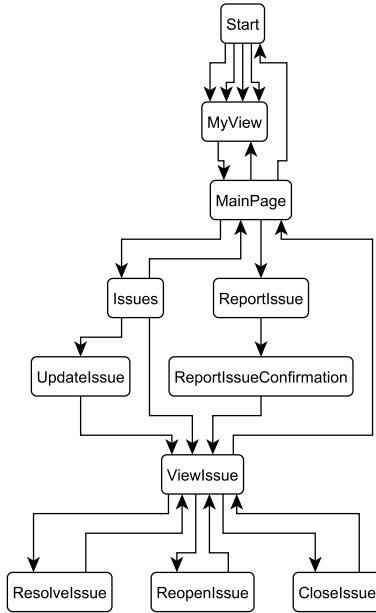 Start
MyView
MainPage
Issues
ReportIssue
UpdateIssue
ReportIssueConfirmation
ViewIssue
ResolveIssue
ReopenIssue
CloseIssue